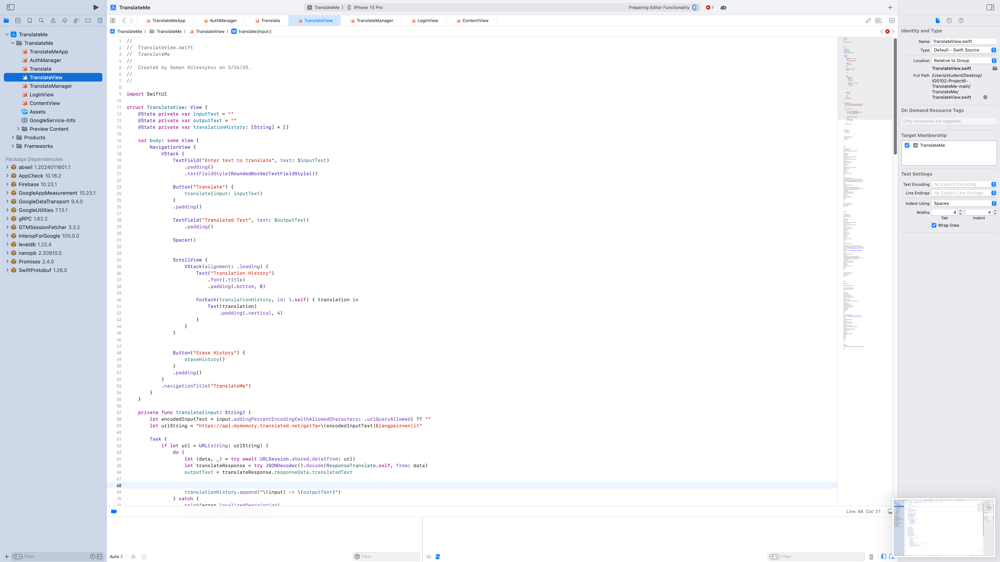 TranslateMe
TranslateMe
iPhone 15 Pro
Preparing Editor Functionality
2
7
TranslateMeApp
AuthManager
Translate
TranslateView
TranslateManager
LoginView
ContentView
TranslateMe
TranslateMe
TranslateView
M
translate(input:)
TranslateMe
TranslateMe
TranslateMeApp
AuthManager
Translate
TranslateView
TranslateManager
LoginView
ContentView
Assets
GoogleService-Info
Preview Content
Products
Frameworks
Package Dependencies
abseil 1.2024011601.1
AppCheck 10.18.2
Firebase 10.23.1
GoogleAppMeasurement 10.23.1
GoogleDataTransport 9.4.0
GoogleUtilities 7.13.1
gRPC 1.62.2
GTMSessionFetcher 3.3.2
InteropForGoogle 100.0.0
leveldb 1.22.4
nanopb 2.30910.0
Promises 2.4.0
SwiftProtobuf 1.26.0
Filter
1 //
2 //  TranslateView.swift
3 //  TranslateMe
4 //
5 //  Created by Semen Kolesnykov on 3/16/25.
6 //
7 //
8
9 import SwiftUI
10
11 struct TranslateView: View {
12     @State private var inputText = ""
13     @State private var outputText = ""
14     @State private var translationHistory: [String] = []
15
16     var body: some View {
17         NavigationView {
18             VStack {
19                 TextField("Enter text to translate", text: $inputText)
20                     .padding()
21                     .textFieldStyle(RoundedBorderTextFieldStyle())
22
23                 Button("Translate") {
24                     translate(input: inputText)
25                 }
26                 .padding()
27
28                 TextField("Translated Text", text: $outputText)
29                     .padding()
30
31                 Spacer()
32
33
34                 ScrollView {
35                     VStack(alignment: .leading) {
36                         Text("Translation History")
37                             .font(.title)
38                             .padding(.bottom, 8)
39
40                         ForEach(translationHistory, id: \.self) { translation in
41                             Text(translation)
42                                 .padding(.vertical, 4)
43                         }
44                     }
45                 }
46
47
48                 Button("Erase History") {
49                     eraseHistory()
50                 }
51                 .padding()
52             }
53             .navigationTitle("TranslateMe")
54         }
55     }
56
57     private func translate(input: String) {
58         let encodedInputText = input.addingPercentEncoding(withAllowedCharacters: .urlQueryAllowed) ?? ""
59         let urlString = "https://api.mymemory.translated.net/get?q=\(encodedInputText)&langpair=en|it"
60
61         Task {
62             if let url = URL(string: urlString) {
63                 do {
64                     let (data, _) = try await URLSession.shared.data(from: url)
65                     let translateResponse = try JSONDecoder().decode(ResponseTranslate.self, from: data)
66                     outputText = translateResponse.responseData.translatedText
67
68
69                     translationHistory.append("\(input) -> \(outputText)")
70                 } catch {
71                     print(error.localizedDescription)
Line: 68 Col: 21
Auto
Filter
Filter
Identity and Type
Name TranslateView.swift
Type Default - Swift Source
Location Relative to Group
TranslateView.swift
Full Path /Users/student/Desktop/
iOS102-Project6-
TranslateMe-main/
TranslateMe/
TranslateView.swift
On Demand Resource Tags
Only resources are taggable
Target Membership
TranslateMe
Text Settings
Text Encoding No Explicit Encoding
Line Endings No Explicit Line Endings
Indent Using Spaces
Widths 4 4
Tab Indent
Wrap lines